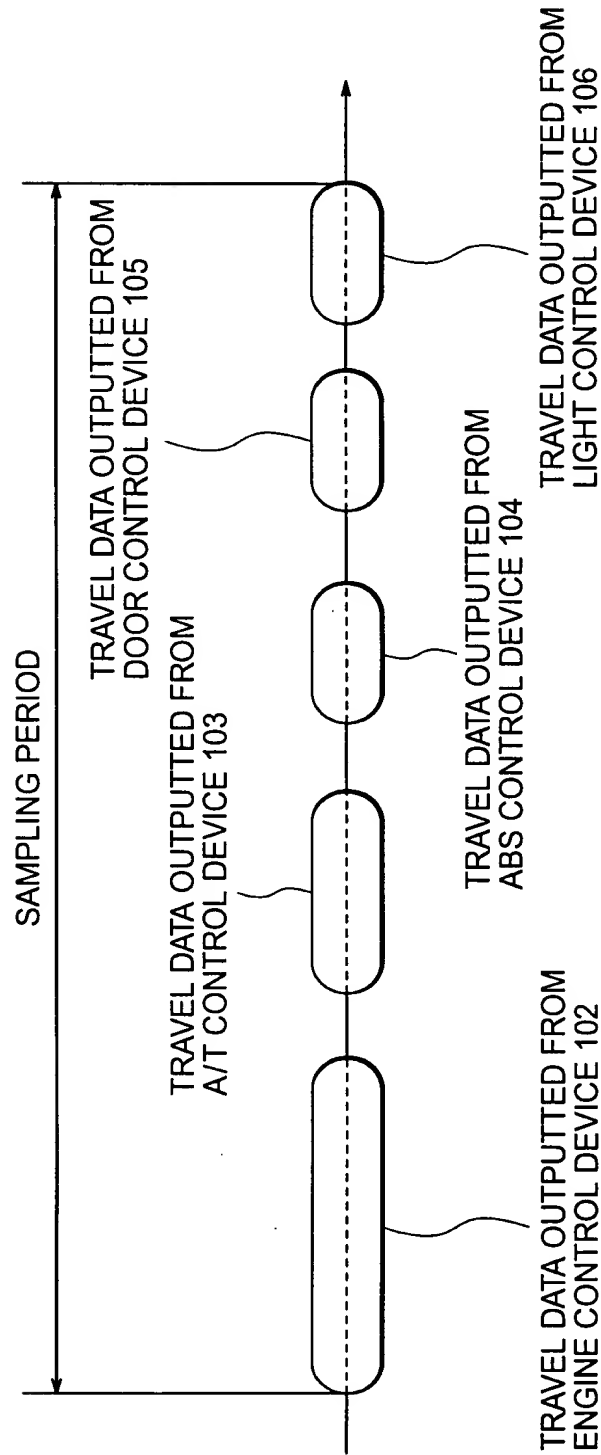 SAMPLING PERIOD
TRAVEL DATA OUTPUTTED FROM
DOOR CONTROL DEVICE 105
TRAVEL DATA OUTPUTTED FROM
A/T CONTROL DEVICE 103
TRAVEL DATA OUTPUTTED FROM
ABS CONTROL DEVICE 104
TRAVEL DATA OUTPUTTED FROM
ENGINE CONTROL DEVICE 102
TRAVEL DATA OUTPUTTED FROM
LIGHT CONTROL DEVICE 106